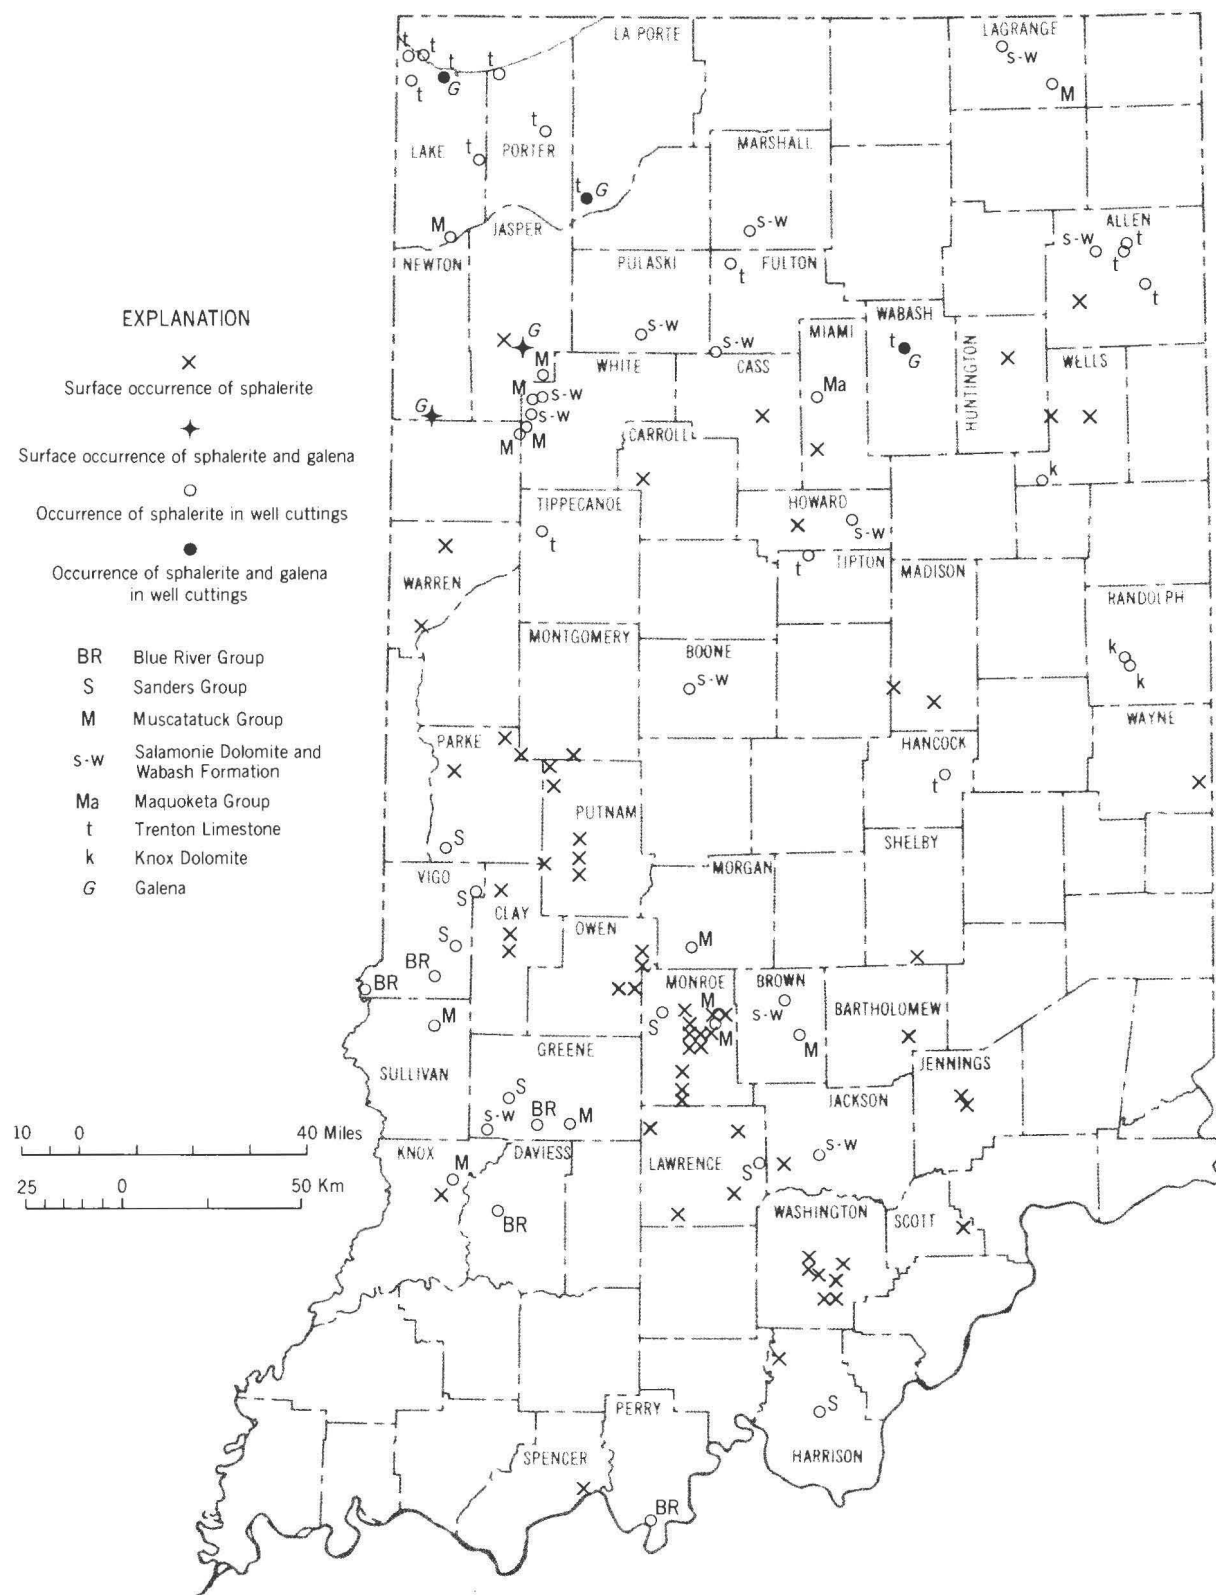 LA PORTE
LAGRANGE
t
t
t
t
t
G
s-w
M
t
LAKE
PORTER
t
MARSHALL
t
G
ALLEN
M
JASPER
s-w
s-w
t
t
NEWTON
PULASKI
t
FULTON
t
EXPLANATION
G
s-w
MIAMI
WABASH
t
G
Surface occurrence of sphalerite
M
WHITE
s-w
CASS
HUNTINGTON
WELLS
M
s-w
Ma
G
s-w
Surface occurrence of sphalerite and galena
M
M
CARROLL
k
Occurrence of sphalerite in well cuttings
TIPPECANOE
HOWARD
t
s-w
Occurrence of sphalerite and galena
in well cuttings
t
TIPTON
MADISON
WARREN
RANDOLPH
MONTGOMERY
BOONE
k
k
BR Blue River Group
S Sanders Group
s-w
M Muscatatuck Group
WAYNE
s-w Salamonie Dolomite and
Wabash Formation
PARKE
HANCOCK
t
Ma Maquoketa Group
t Trenton Limestone
PUTNAM
k Knox Dolomite
S
SHELBY
G Galena
VIGO
MORGAN
S
CLAY
OWEN
S
M
BR
BR
MONROE
BROWN
M
S
M
M
s-w
BARTHOLOMEW
M
GREENE
JENNINGS
SULLIVAN
S
JACKSON
s-w
BR
M
10 0 40 Miles
KNOX
DAVIESS
s-w
M
LAWRENCE
S
25 0 50 Km
BR
WASHINGTON
SCOTT
PERRY
S
SPENCER
HARRISON
BR